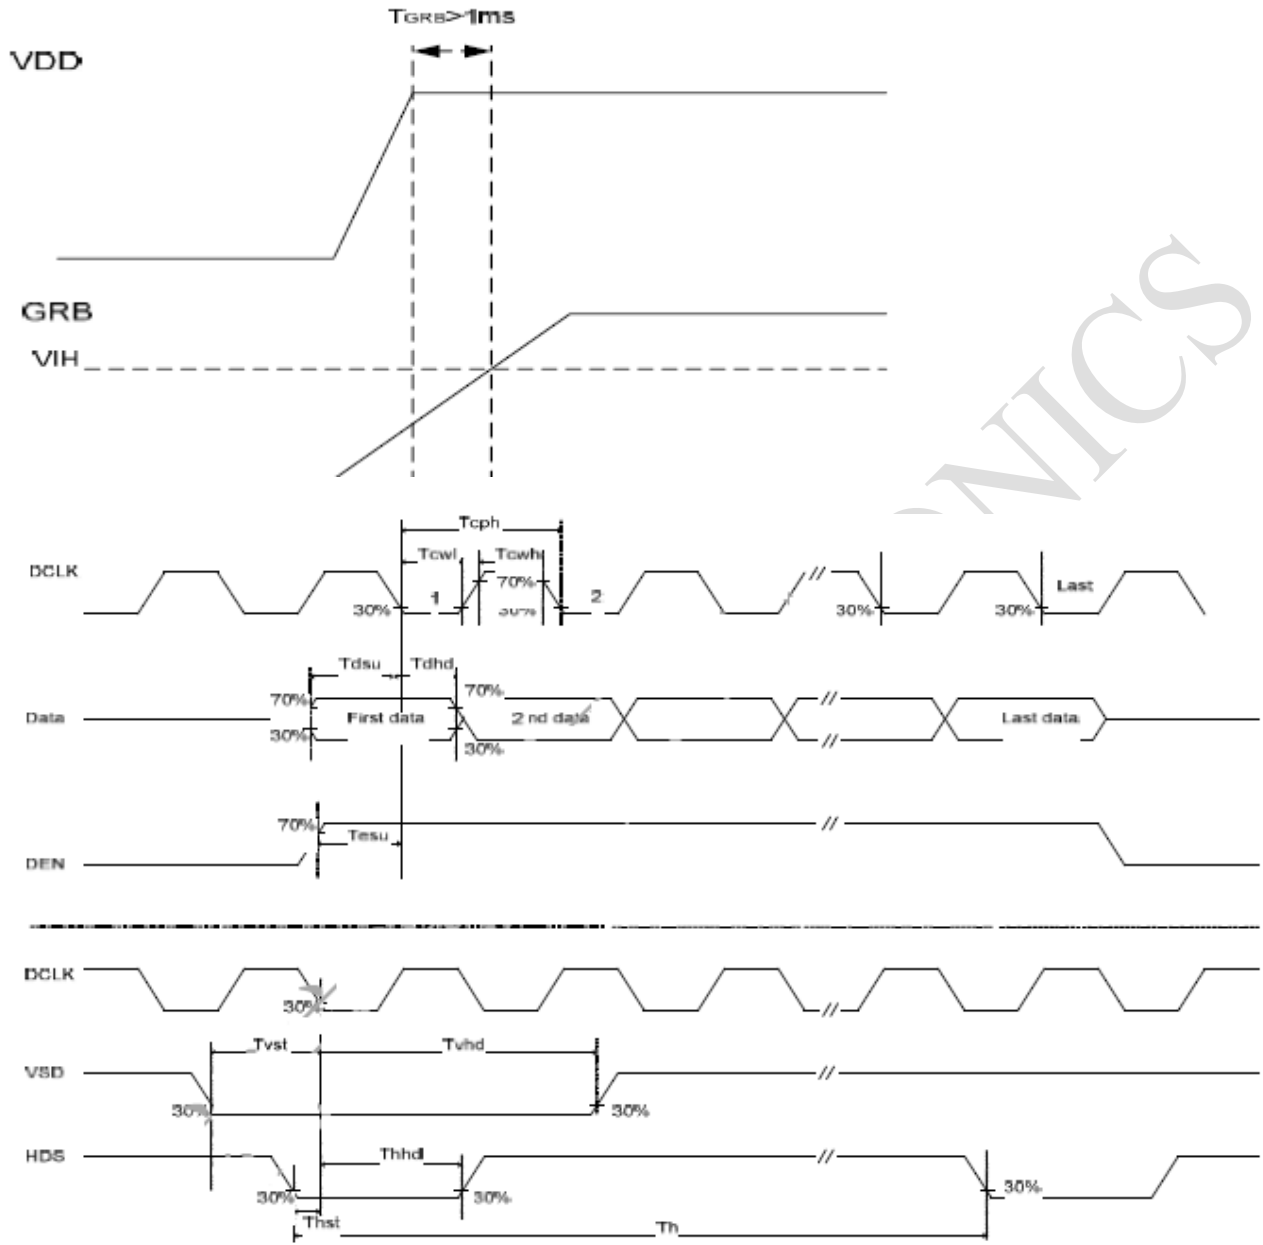 TGRB>1ms
VDD
GRB
VIH
ONICS
Tcph
Tcwl
Tcwh
DCLK
70%
30%
1
30%
2
30%
30%
Last
Tdsu
Tdhd
70%
70%
Data
First data
2 nd data
Last data
30%
30%
70%
Tesu
DEN
DCLK
30%
Tvst
Tvhd
VSD
30%
30%
HDS
Thhd
30%
30%
30%
Thst
Th